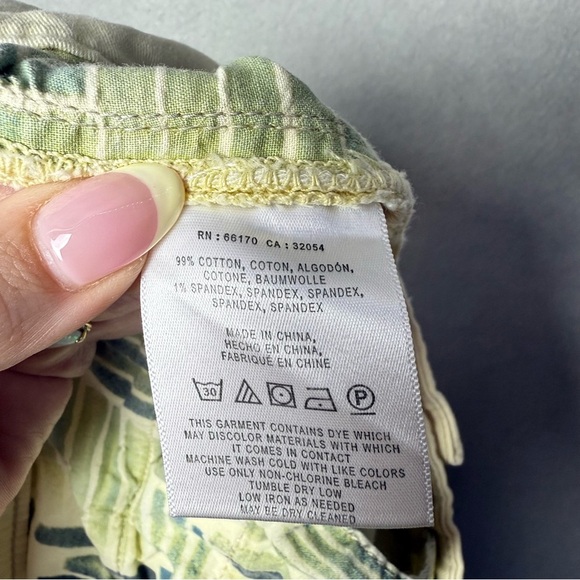 RN : 66170 CA : 32054
99% COTTON, COTON, ALGODÓN,
COTONE, BAUMWOLLE
1% SPANDEX, SPANDEX, SPANDEX,
SPANDEX, SPANDEX
MADE IN CHINA,
HECHO EN CHINA,
FABRIQUÉ EN CHINE
30 P
THIS GARMENT CONTAINS DYE WHICH
MAY DISCOLOR MATERIALS WITH WHICH
IT COMES IN CONTACT
MACHINE WASH COLD WITH LIKE COLORS
USE ONLY NON-CHLORINE BLEACH
TUMBLE DRY LOW
LOW IRON AS NEEDED
MAY BE DRY CLEANED